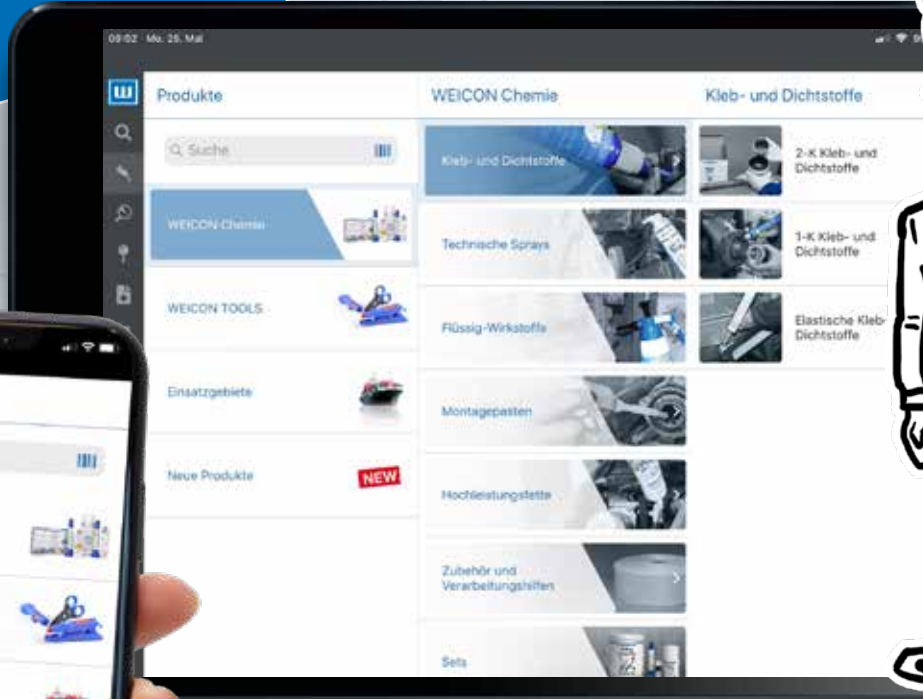 09:02 Mo. 25. Mai
Produkte
WEICON Chemie
Kleb- und Dichtstoffe
Suche
WEICON Chemie
WEICON TOOLS
Einsatzgebiete
Neue Produkte
NEW
Kleb- und Dichtstoffe
Technische Sprays
Flüssig-Wirkstoffe
Montagepasten
Hochleistungsfette
Zubehör und
Verarbeitungshilfen
Sets
2-K Kleb- und
Dichtstoffe
1-K Kleb- und
Dichtstoffe
Elastische Kleb-
Dichtstoffe